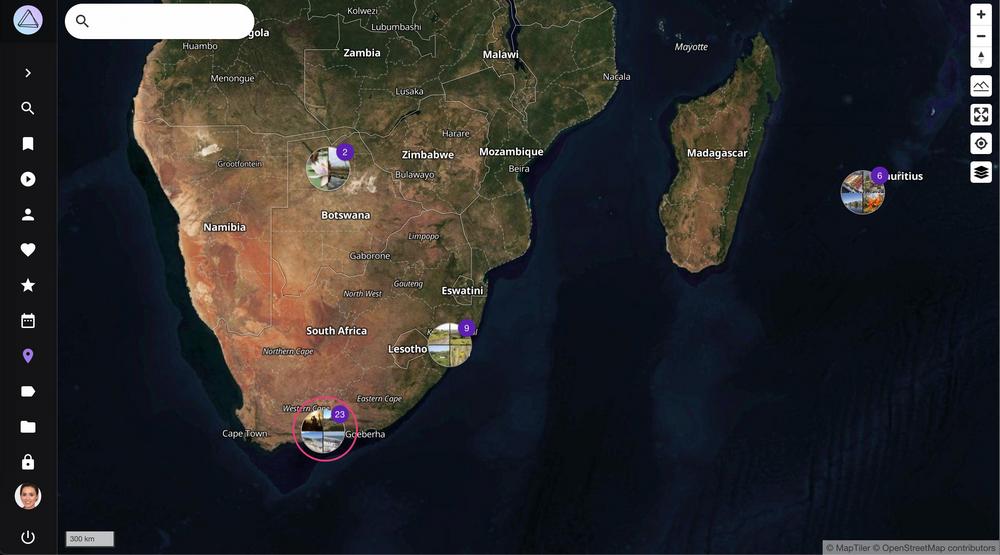 Kolwezi
Lubumbashi
gola
Huambo
Zambia
Malawi
Mayotte
Menongue
Nacala
Lusaka
Harare
Grootfontein
Zimbabwe
Mozambique
Madagascar
2
Bulawayo
Beira
6
uritius
Botswana
Namibia
Limpopo
Gaborone
Gauteng
North West
Eswatini
South Africa
9
Lesotho
Northern Cape
Eastern Cape
Western Cape
23
Cape Town
Gqeberha
300 km
© MapTiler © OpenStreetMap contributors